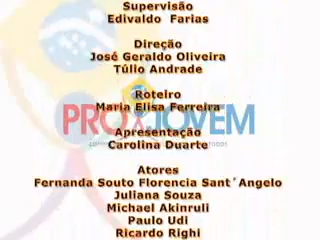 Supervisão
Edivaldo Farias
Direção
José Geraldo Oliveira
Túlio Andrade
Roteiro
Maria Elisa Ferreira
PROJOVEM
Apresentação
Carolina Duarte
Atores
Fernanda Souto Florencia Sant´Angelo
Juliana Souza
Michael Akinruli
Paulo Udi
Ricardo Righi